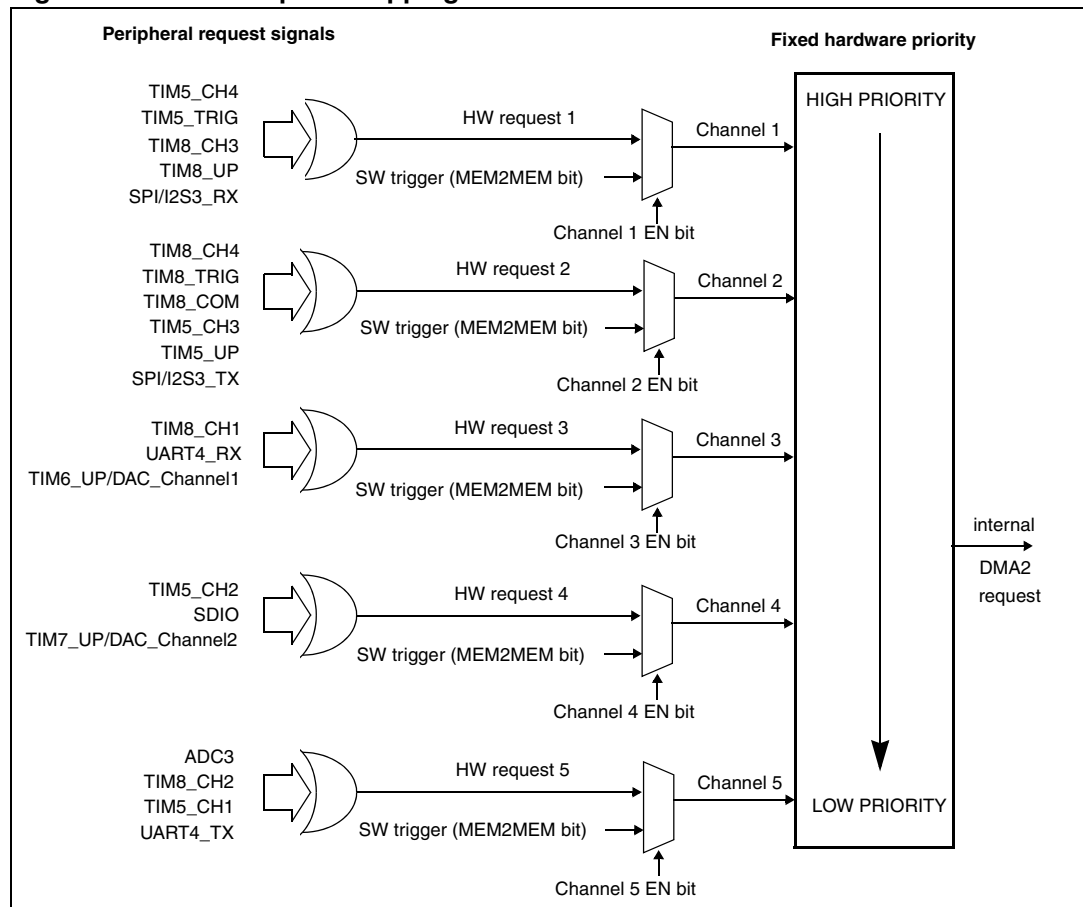 Peripheral request signals
Fixed hardware priority
TIM5_CH4
TIM5_TRIG
TIM8_CH3
TIM8_UP
SPI/I2S3_RX
HW request 1
SW trigger (MEM2MEM bit)
Channel 1
Channel 1 EN bit
HIGH PRIORITY
TIM8_CH4
TIM8_TRIG
TIM8_COM
TIM5_CH3
TIM5_UP
SPI/I2S3_TX
HW request 2
SW trigger (MEM2MEM bit)
Channel 2
Channel 2 EN bit
TIM8_CH1
UART4_RX
TIM6_UP/DAC_Channel1
HW request 3
SW trigger (MEM2MEM bit)
Channel 3
Channel 3 EN bit
internal
DMA2
request
TIM5_CH2
SDIO
TIM7_UP/DAC_Channel2
HW request 4
SW trigger (MEM2MEM bit)
Channel 4
Channel 4 EN bit
ADC3
TIM8_CH2
TIM5_CH1
UART4_TX
HW request 5
SW trigger (MEM2MEM bit)
Channel 5
Channel 5 EN bit
LOW PRIORITY